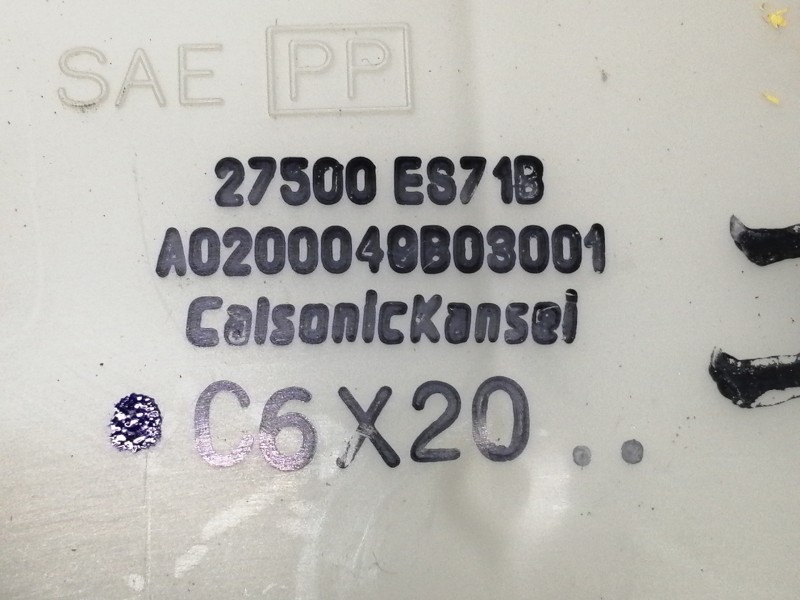 SAE PP
27500 ES71B
A0200049B03001
CalsonicKansei
C6X20..